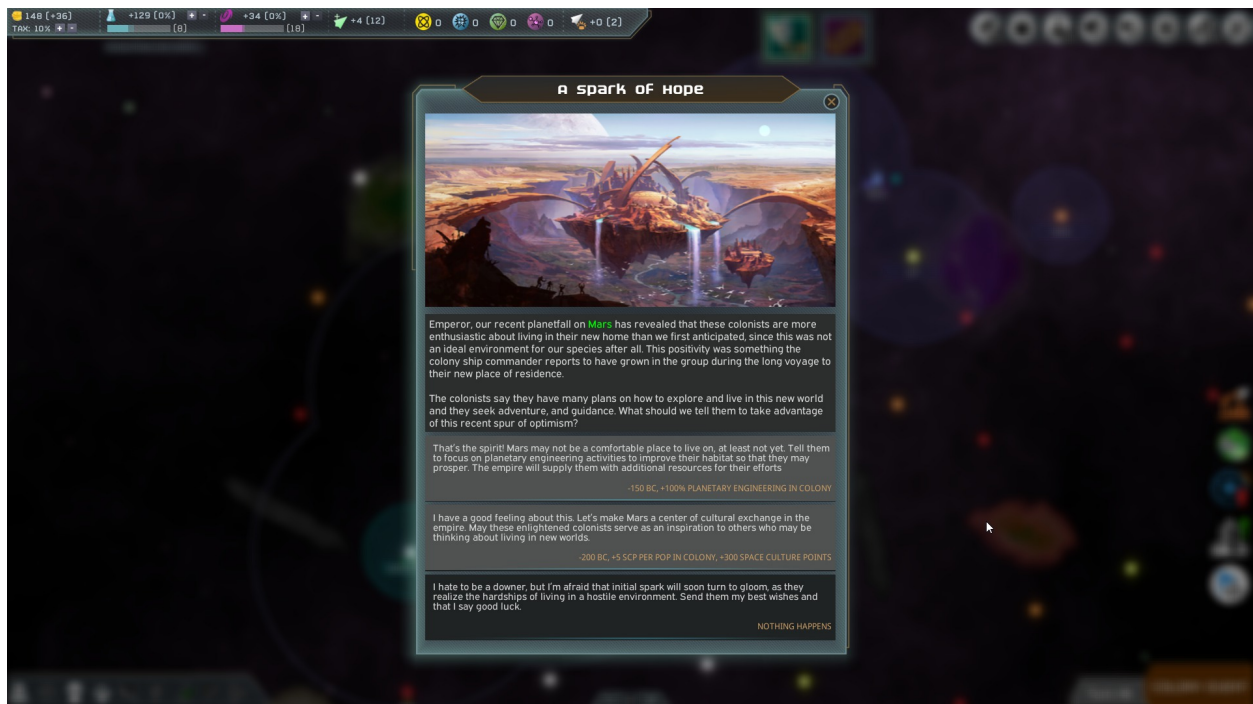 148 (+36)
+129 (0%) + -
+34 (0%) + -
+4 (12)
0
0
0
0
+0 (2)
TAX: 10% + -
(8)
(18)
A Spark of Hope
Emperor, our recent planetfall on Mars has revealed that these colonists are more
enthusiastic about living in their new home than we first anticipated, since this was not
an ideal environment for our species after all. This positivity was something the
colony ship commander reports to have grown in the group during the long voyage to
their new place of residence.
The colonists say they have many plans on how to explore and live in this new world
and they seek adventure, and guidance. What should we tell them to take advantage
of this recent spur of optimism?
That's the spirit! Mars may not be a comfortable place to live on, at least not yet. Tell them
to focus on planetary engineering activities to improve their habitat so that they may
prosper. The empire will supply them with additional resources for their efforts
-150 BC, +100% PLANETARY ENGINEERING IN COLONY
I have a good feeling about this. Let's make Mars a center of cultural exchange in the
empire. May these enlightened colonists serve as an inspiration to others who may be
thinking about living in new worlds.
-200 BC, +5 SCP PER POP IN COLONY, +300 SPACE CULTURE POINTS
I hate to be a downer, but I'm afraid that initial spark will soon turn to gloom, as they
realize the hardships of living in a hostile environment. Send them my best wishes and
that I say good luck.
NOTHING HAPPENS